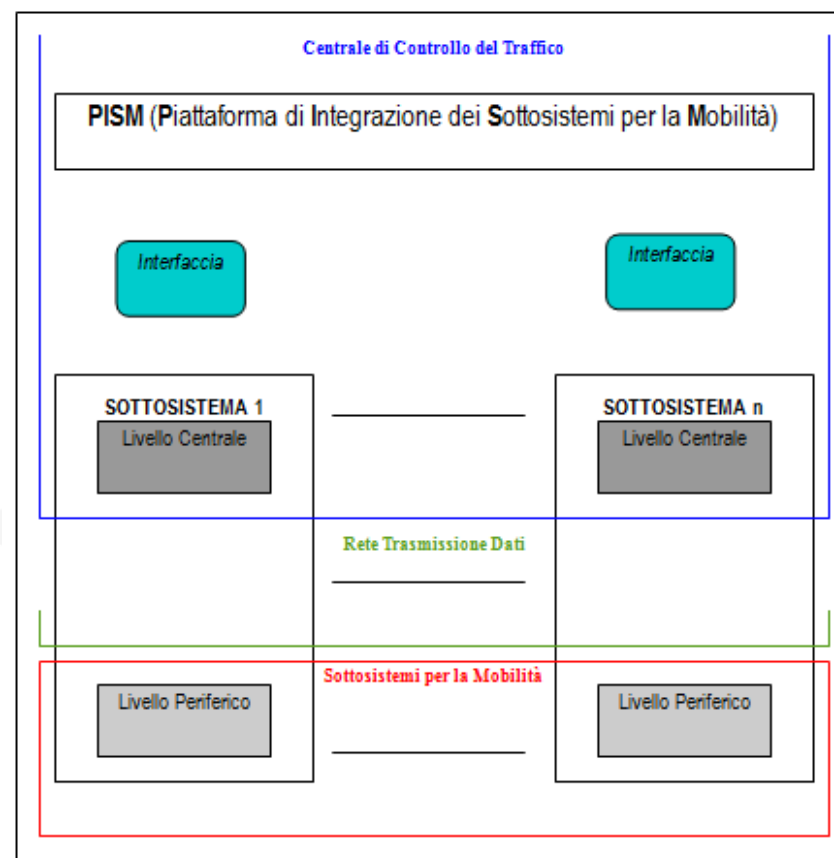 Centrale di Controllo del Traffico
PISM (Piattaforma di Integrazione dei Sottosistemi per la Mobilità)
Interfaccia
Interfaccia
SOTTOSISTEMA 1
Livello Centrale
SOTTOSISTEMA n
Livello Centrale
Rete Trasmissione Dati
Sottosistemi per la Mobilità
Livello Periferico
Livello Periferico